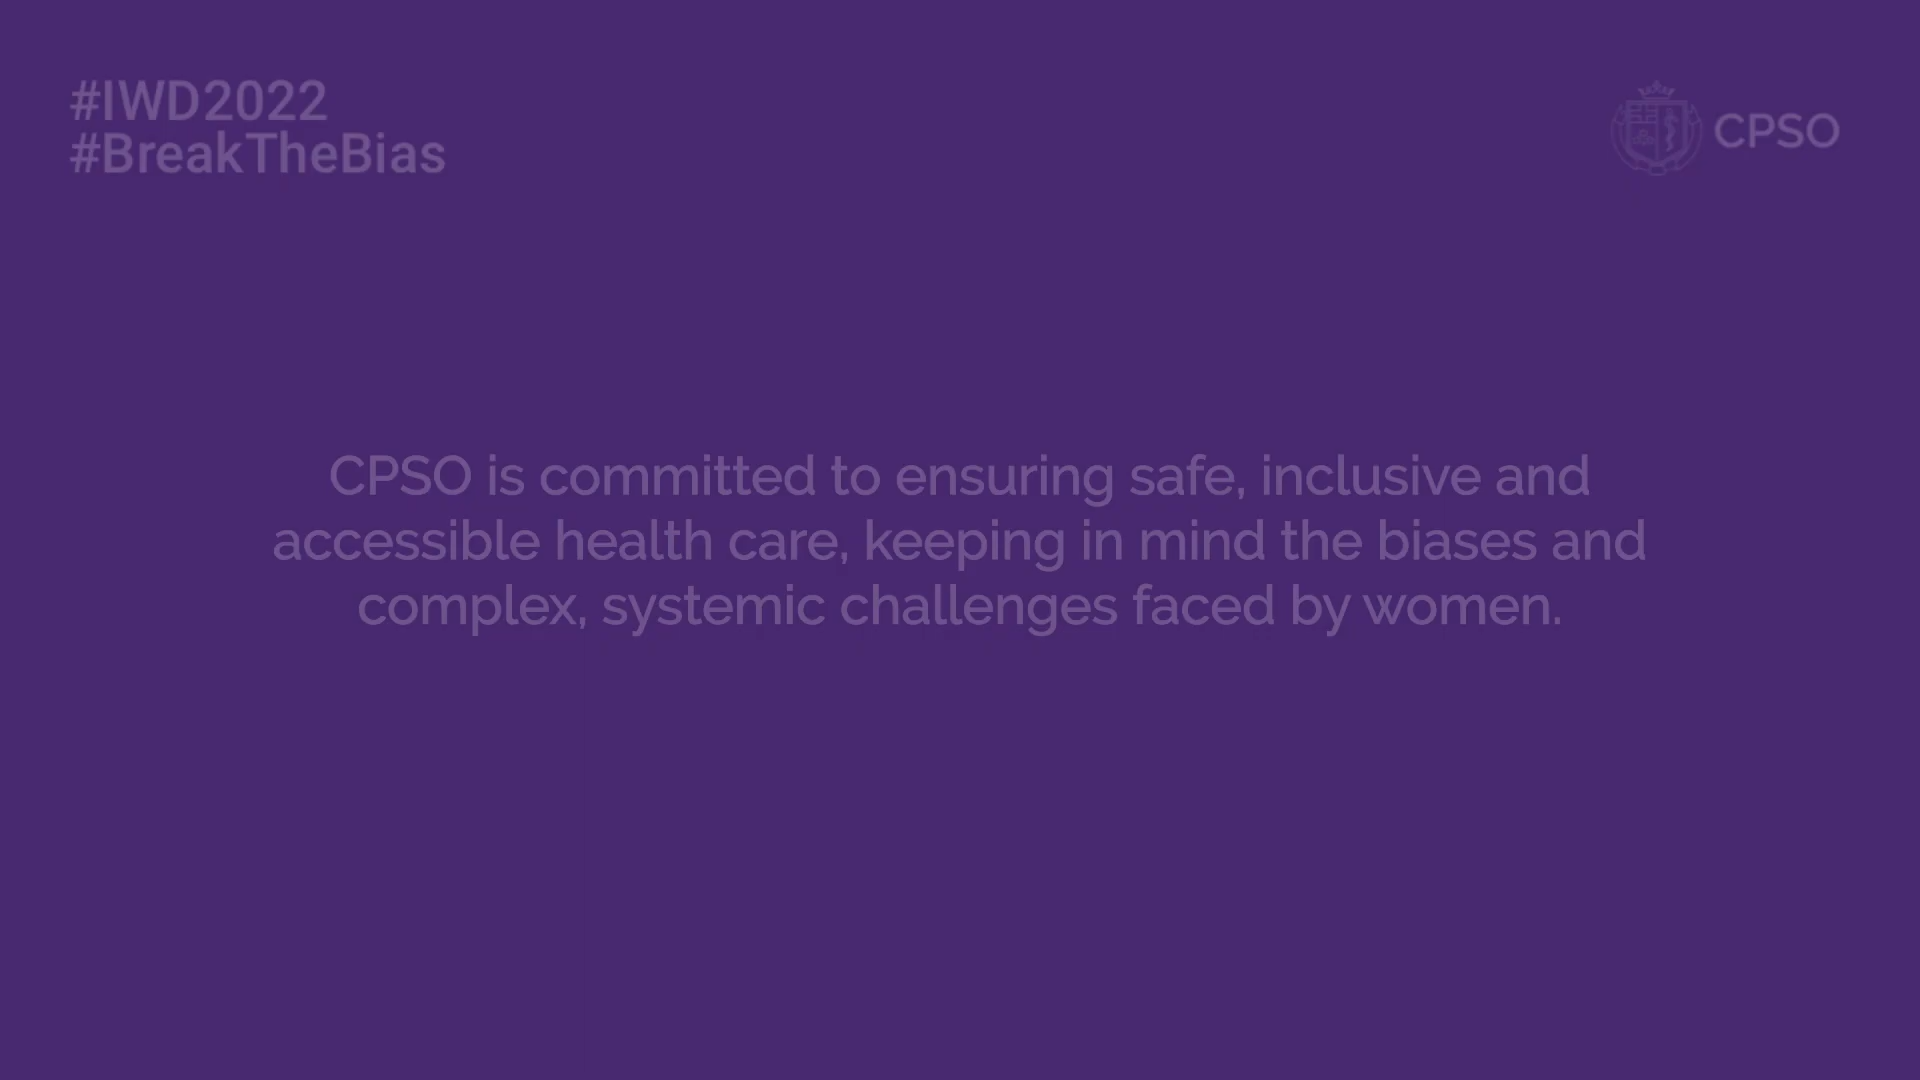 #IWD2022
#BreakTheBias
CPSO
CPSO is committed to ensuring safe, inclusive and
accessible health care, keeping in mind the biases and
complex, systemic challenges faced by women.